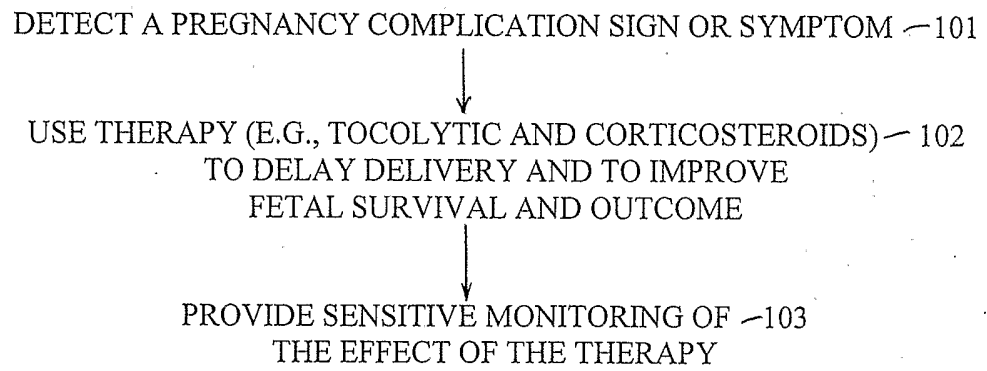 DETECT A PREGNANCY COMPLICATION SIGN OR SYMPTOM 101
USE THERAPY (E.G., TOCOLYTIC AND CORTICOSTEROIDS) 102
TO DELAY DELIVERY AND TO IMPROVE
FETAL SURVIVAL AND OUTCOME
PROVIDE SENSITIVE MONITORING OF 103
THE EFFECT OF THE THERAPY